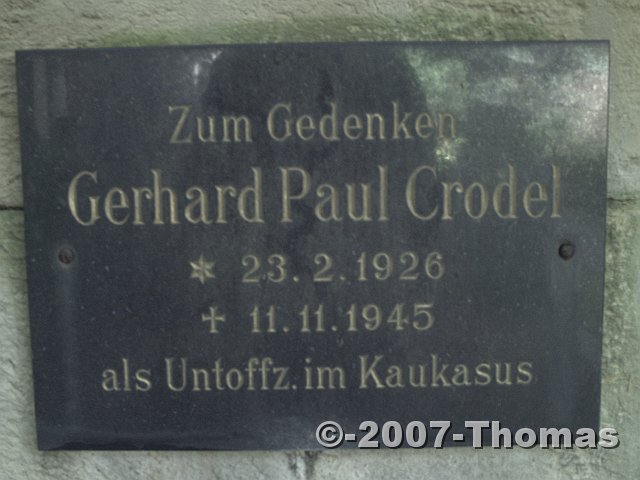 Zum Gedenken
Gerhard Paul Crodel
* 23.2.1926
✝ 11.11.1945
als Untoffz. im Kaukasus
©-2007-Thomas